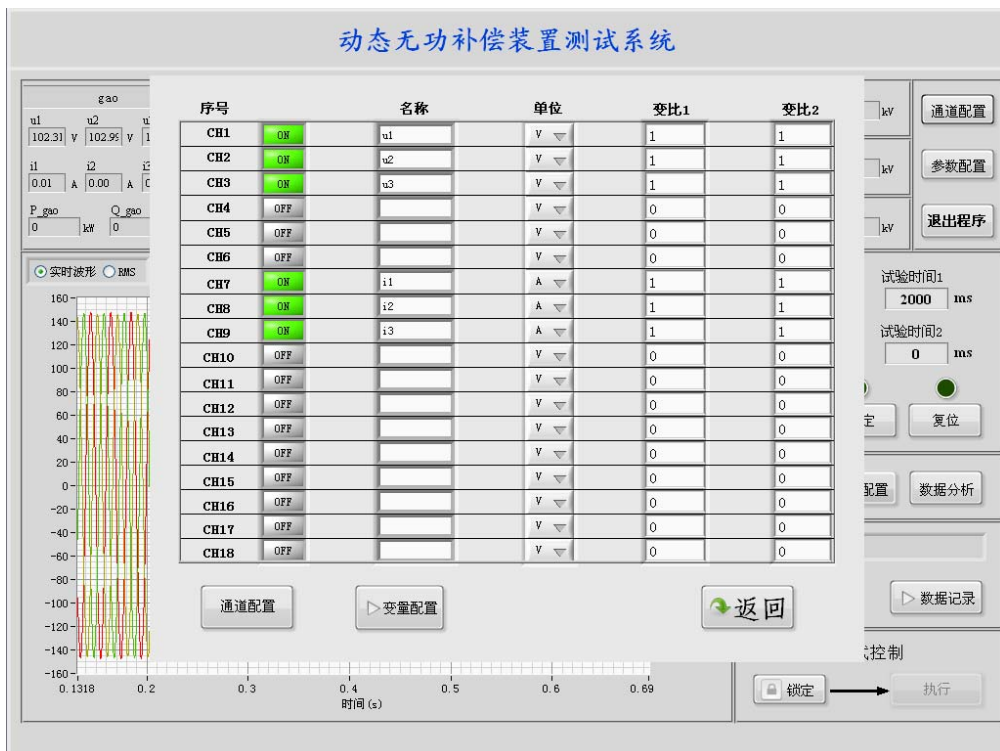 动态无功补偿装置测试系统
gao
u1 u2 u
102.31 V 102.95 V 1
i1 i2
0.01 A 0.00 A
P_gao Q_gao
0 kW 0
kV
kV
kV
通道配置
参数配置
退出程序
序号 名称 单位 变比1 变比2
CH1 ON u1 V 1 1
CH2 ON u2 V 1 1
CH3 ON u3 V 1 1
CH4 OFF V 0 0
CH5 OFF V 0 0
CH6 OFF V 0 0
CH7 ON i1 A 1 1
CH8 ON i2 A 1 1
CH9 ON i3 A 1 1
CH10 OFF V 0 0
CH11 OFF V 0 0
CH12 OFF V 0 0
CH13 OFF V 0 0
CH14 OFF V 0 0
CH15 OFF V 0 0
CH16 OFF V 0 0
CH17 OFF V 0 0
CH18 OFF V 0 0
通道配置 变量配置 返回
实时波形 RMS
160
140
120
100
80
60
40
20
0
-20
-40
-60
-80
-100
-120
-140
-160
0.1318 0.2 0.3 0.4 0.5 0.6 0.69
时间(s)
试验时间1
2000 ms
试验时间2
0 ms
定 复位
配置 数据分析
数据记录
控制
锁定 执行